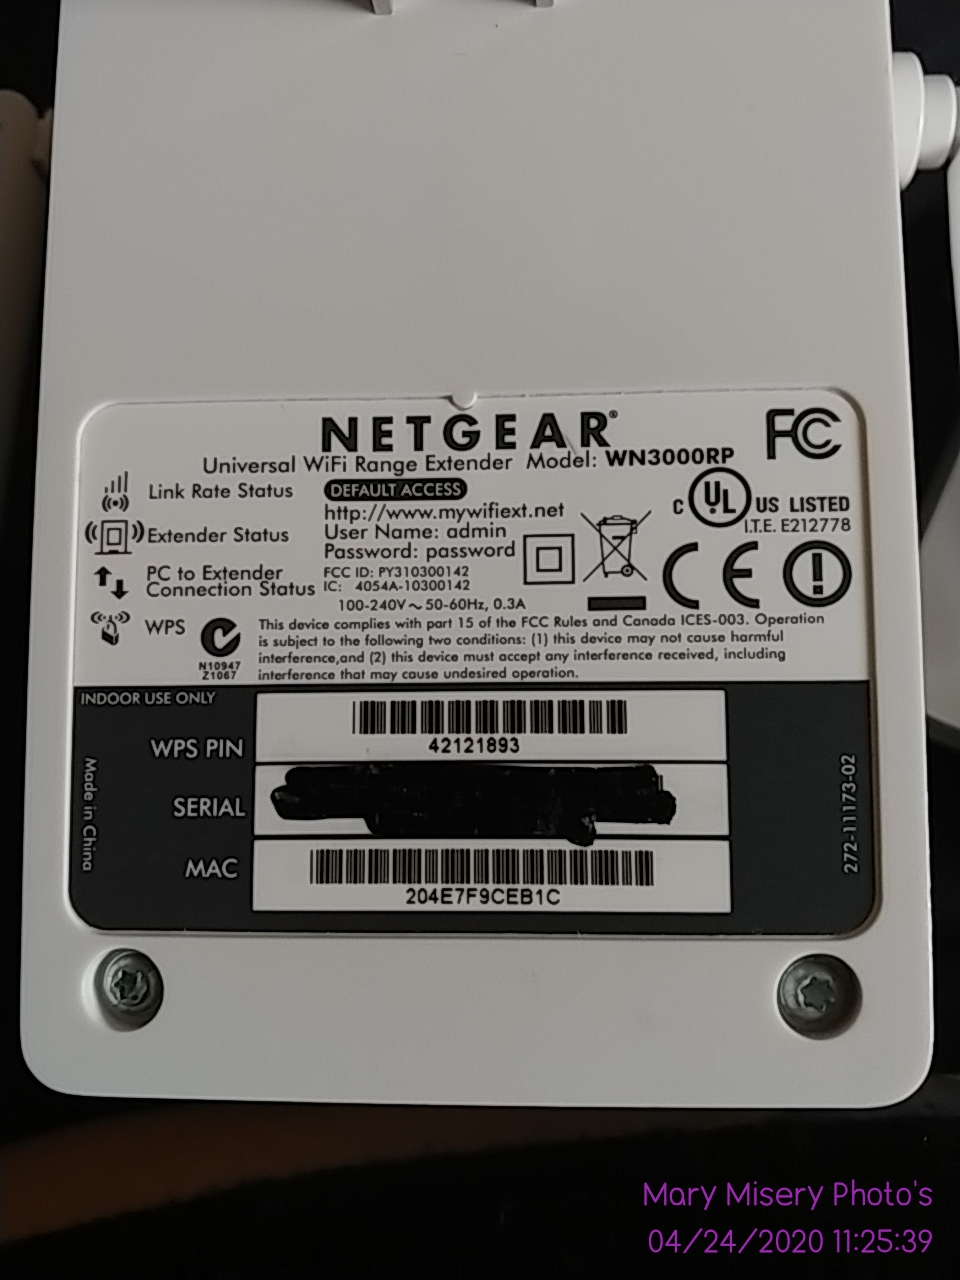 NETGEAR®
Universal WiFi Range Extender Model: WN3000RP
FC
Link Rate Status
DEFAULT ACCESS
http://www.mywifiext.net
C UL US LISTED
I.T.E. E212778
Extender Status
User Name: admin
Password: password
PC to Extender
Connection Status
FCC ID: PY310300142
IC: 4054A-10300142
100-240V ~ 50-60Hz, 0.3A
CE
WPS
N10947
Z1067
This device complies with part 15 of the FCC Rules and Canada ICES-003. Operation
is subject to the following two conditions: (1) this device may not cause harmful
interference,and (2) this device must accept any interference received, including
interference that may cause undesired operation.
INDOOR USE ONLY
WPS PIN
42121893
SERIAL
MAC
204E7F9CEB1C
Made in China
272-11173-02
Mary Misery Photo's
04/24/2020 11:25:39